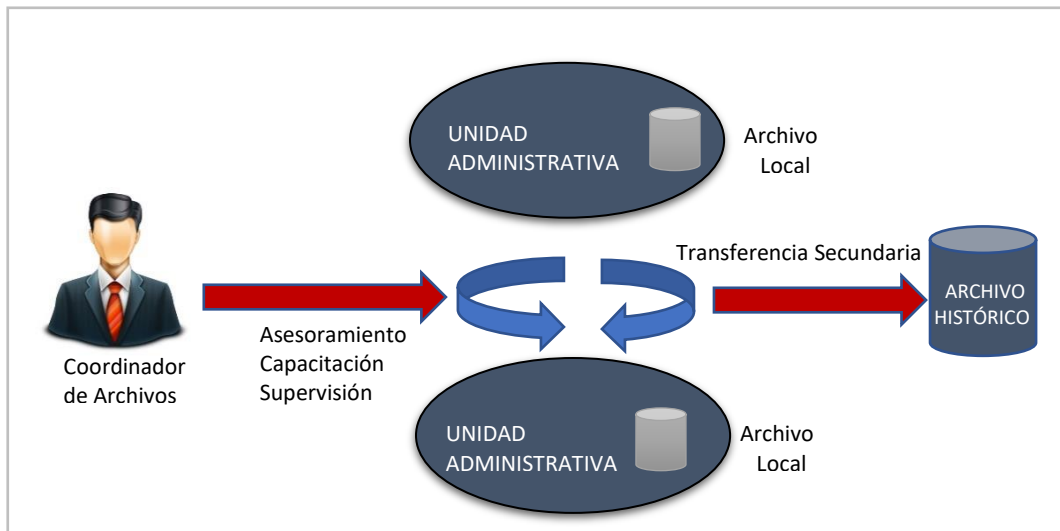 UNIDAD
ADMINISTRATIVA
Archivo
Local
Transferencia Secundaria
ARCHIVO
HISTÓRICO
Asesoramiento
Capacitación
Supervisión
Coordinador
de Archivos
UNIDAD
ADMINISTRATIVA
Archivo
Local